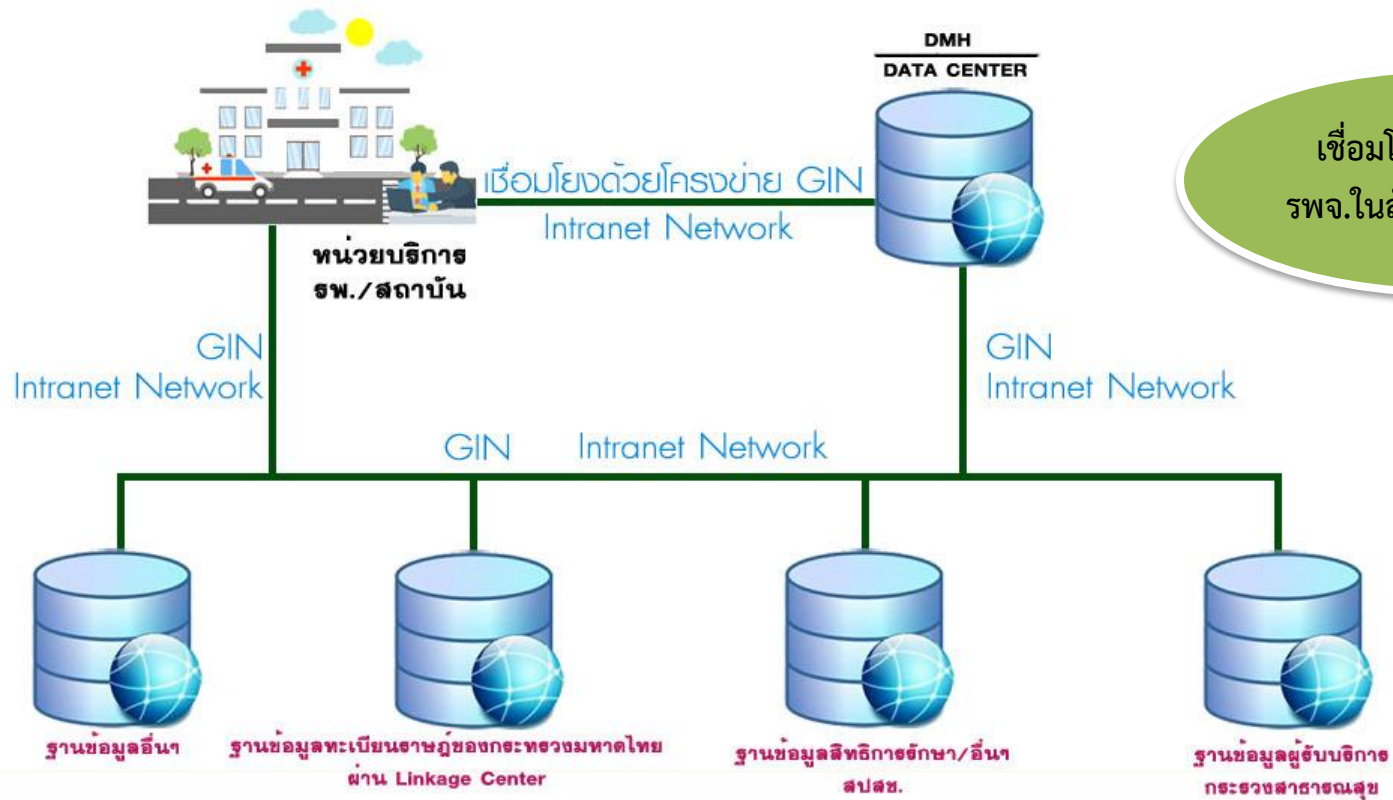 DMH
DATA CENTER
เชื่อมโยงด้วยโครงข่าย GIN
Intranet Network
หน่วยบริการ
รพ./สถาบัน
GIN
Intranet Network
GIN
Intranet Network
GIN Intranet Network
ฐานข้อมูลอื่นๆ
ฐานข้อมูลทะเบียนราษฎ์ของกระทรวงมหาดไทย
ผ่าน Linkage Center
ฐานข้อมูลสิทธิการรักษา/อื่นๆ
สปสช.
ฐานข้อมูลผู้รับบริการ
กระรวงสาธารณสุข
รพจ.ใน